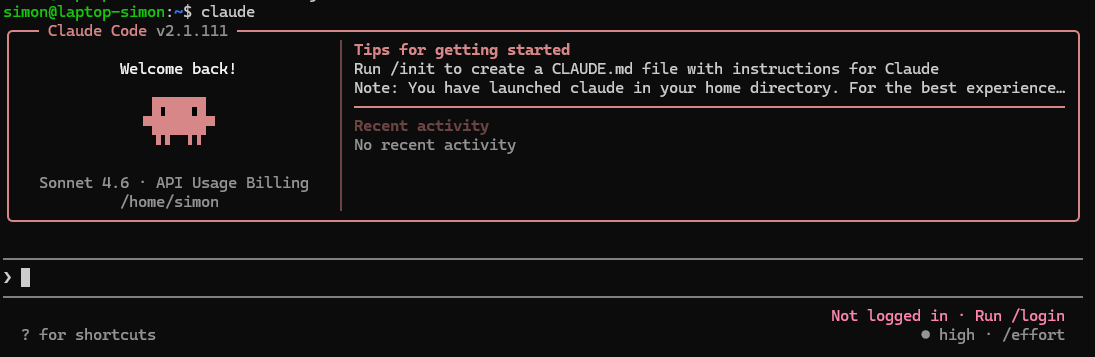 simon@laptop-simon:~$ claude
Claude Code v2.1.111
Welcome back!
Sonnet 4.6 · API Usage Billing
/home/simon
Tips for getting started
Run /init to create a CLAUDE.md file with instructions for Claude
Note: You have launched claude in your home directory. For the best experience…
Recent activity
No recent activity
❯
Not logged in · Run /login
? for shortcuts
● high · /effort